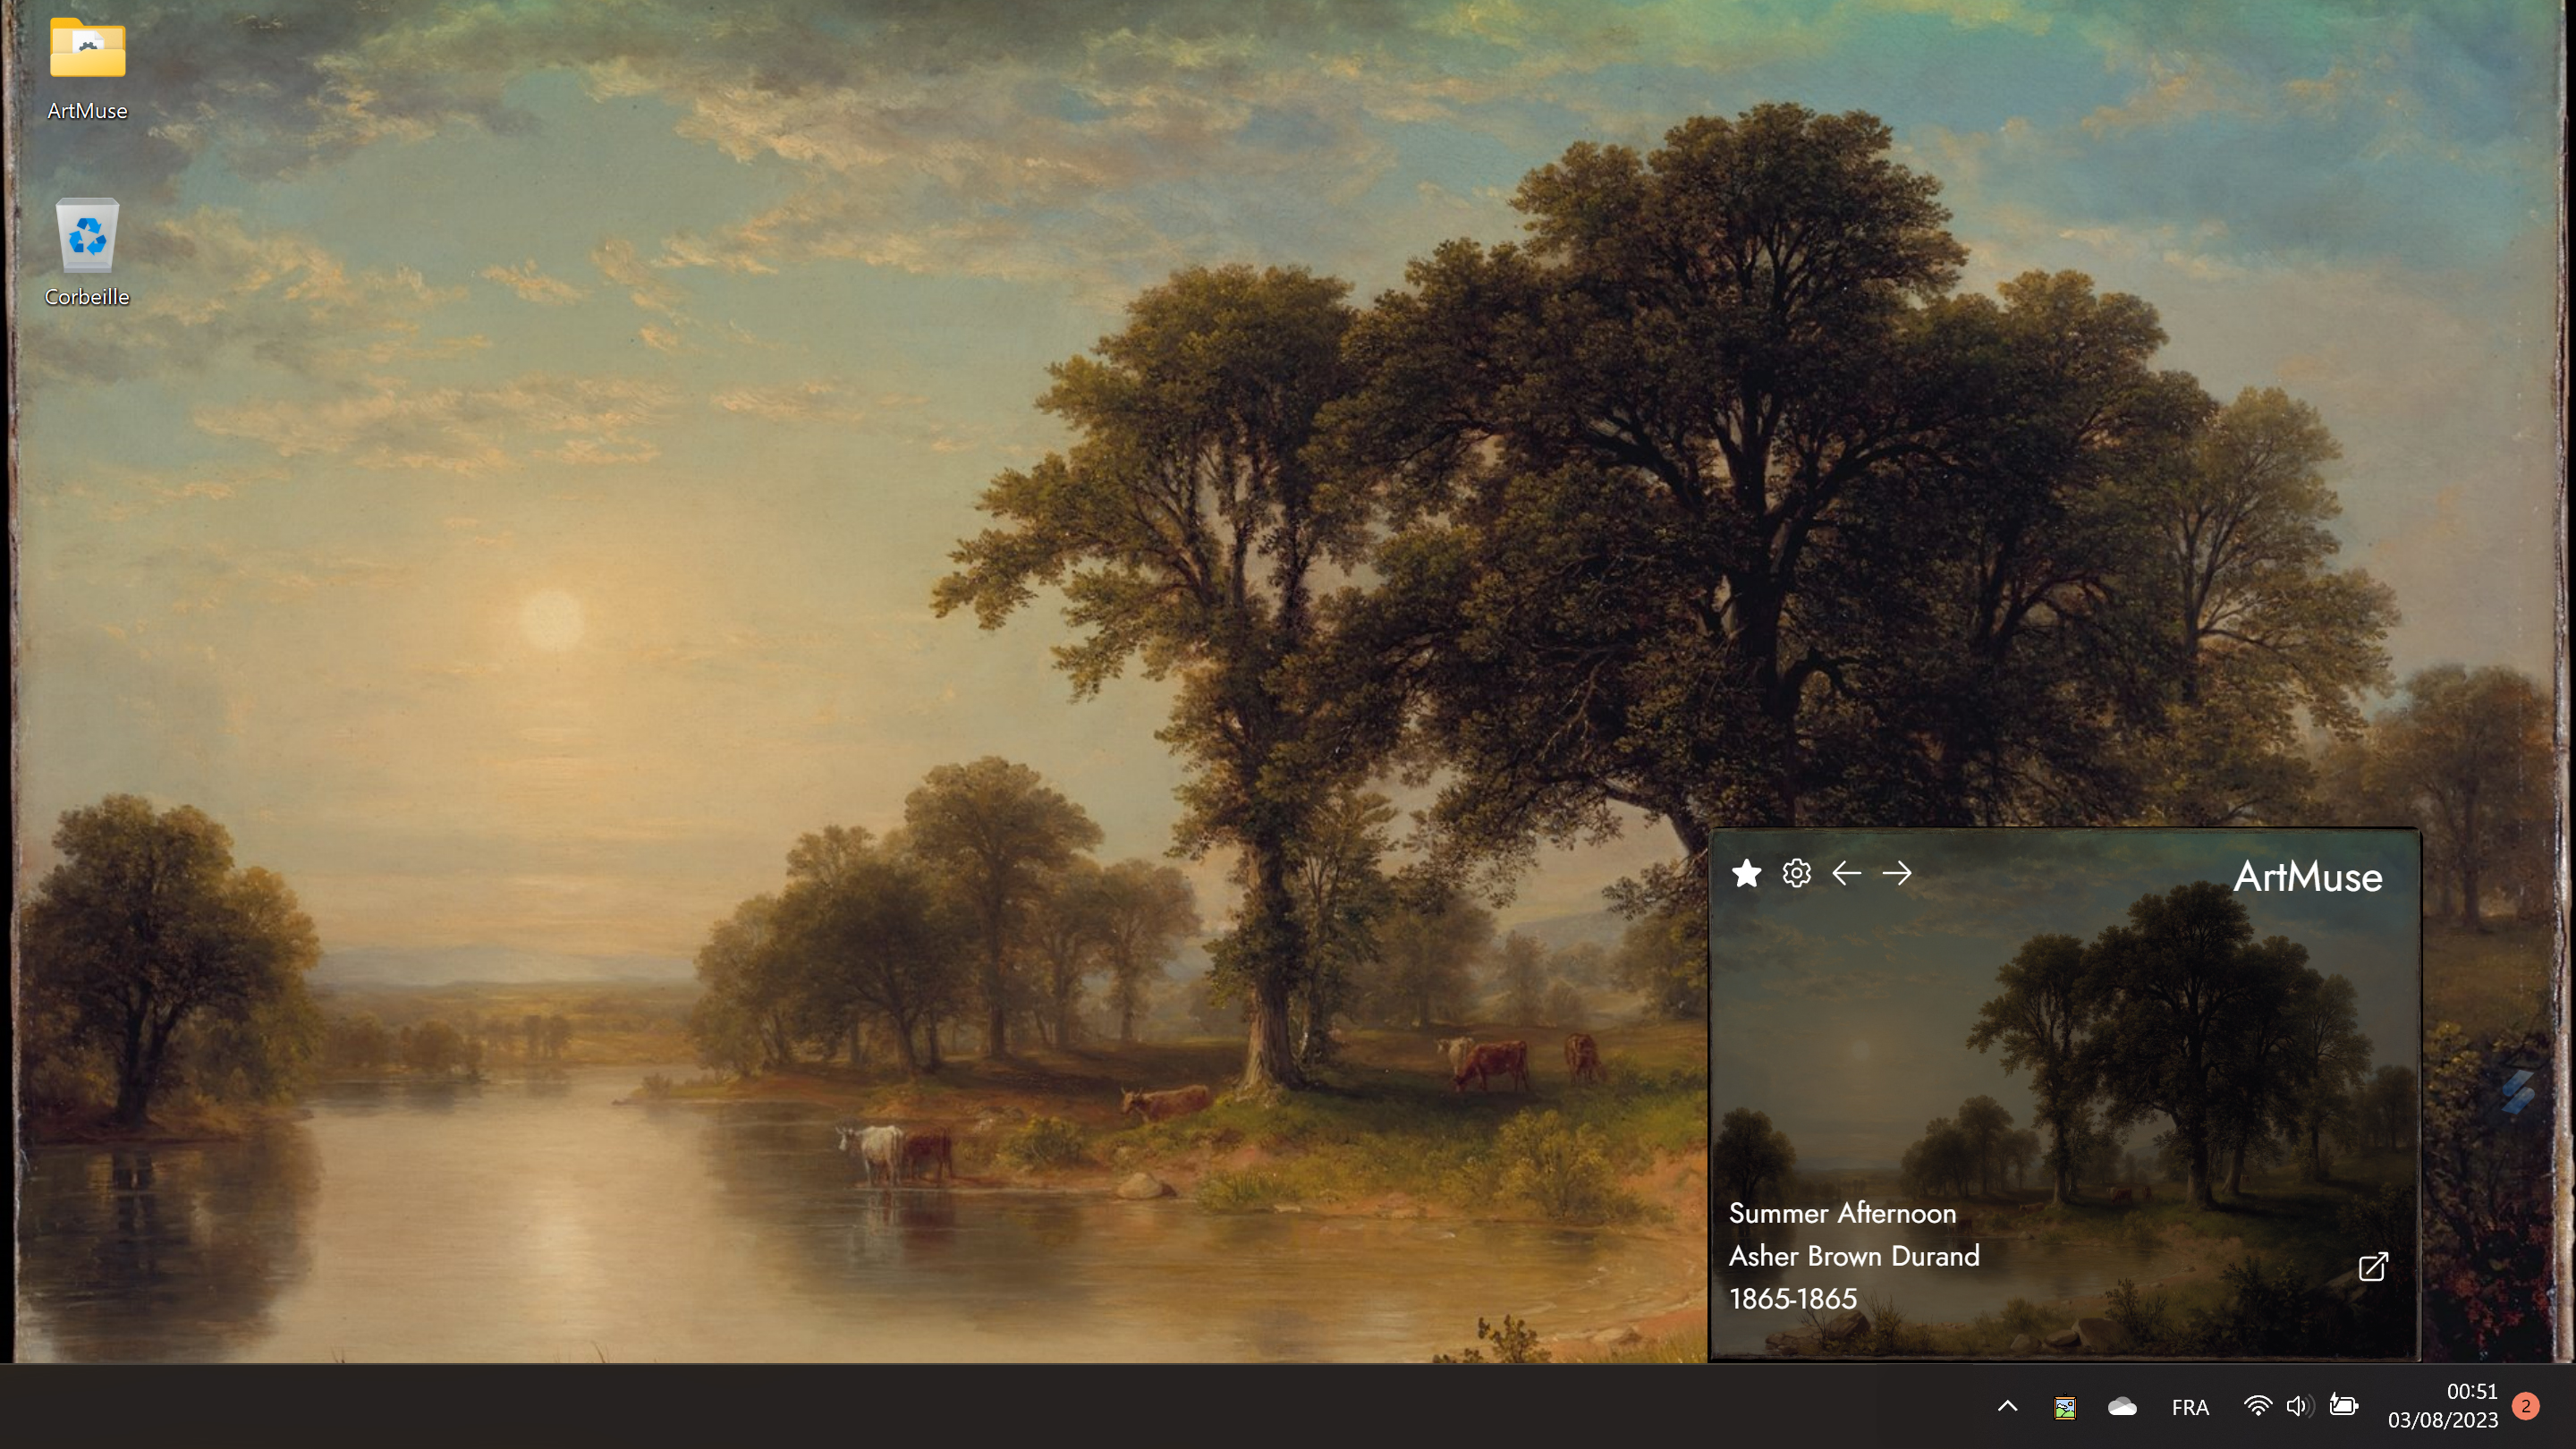 ArtMuse
Corbeille
ArtMuse
Summer Afternoon
Asher Brown Durand
1865-1865
FRA
00:51
03/08/2023
2